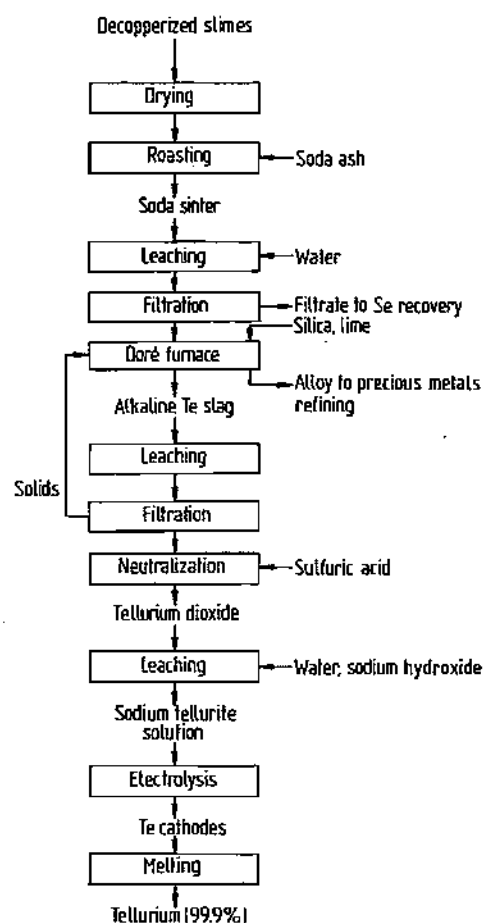 Decopperized slimes
Drying
Roasting
Soda ash
Soda sinter
Leaching
Water
Filtration
Filtrate to Se recovery
Silica, lime
Doré furnace
Alloy to precious metals
refining
Alkaline Te slag
Leaching
Solids
Filtration
Neutralization
Sulfuric acid
Tellurium dioxide
Leaching
Water, sodium hydroxide
Sodium tellurite
solution
Electrolysis
Te cathodes
Melting
Tellurium (99.9%)